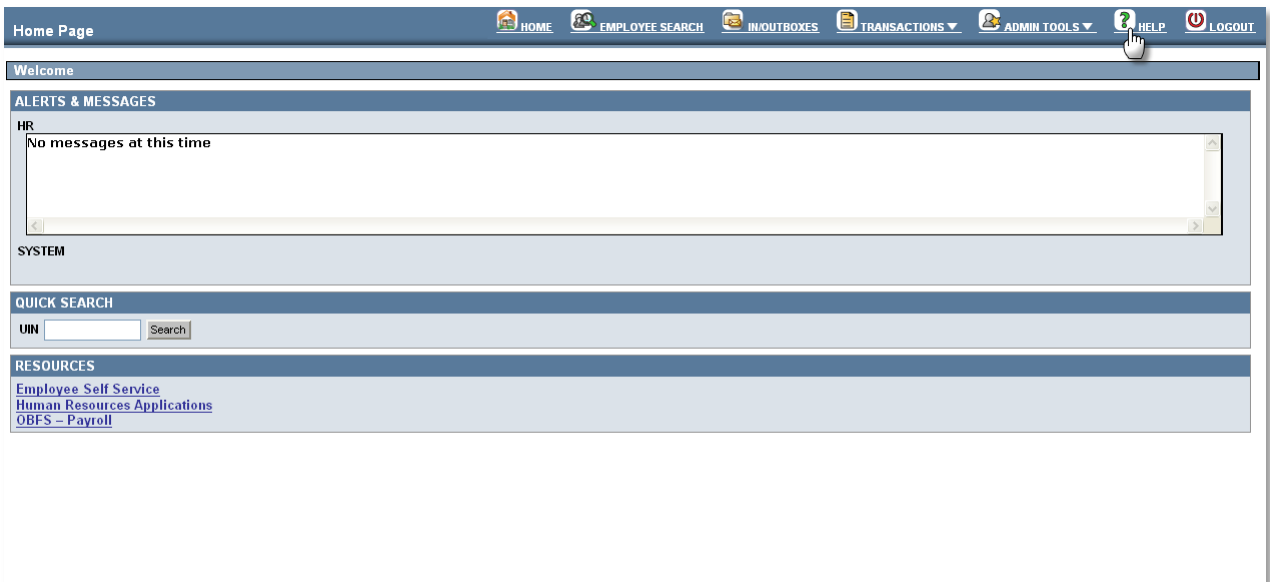 Home Page HOME EMPLOYEE SEARCH IN/OUTBOXES TRANSACTIONS▼ ADMIN TOOLS▼ ? HELP LOGOUT
Welcome
ALERTS & MESSAGES
HR
No messages at this time
SYSTEM
QUICK SEARCH
UIN Search
RESOURCES
Employee Self Service
Human Resources Applications
OBFS – Payroll